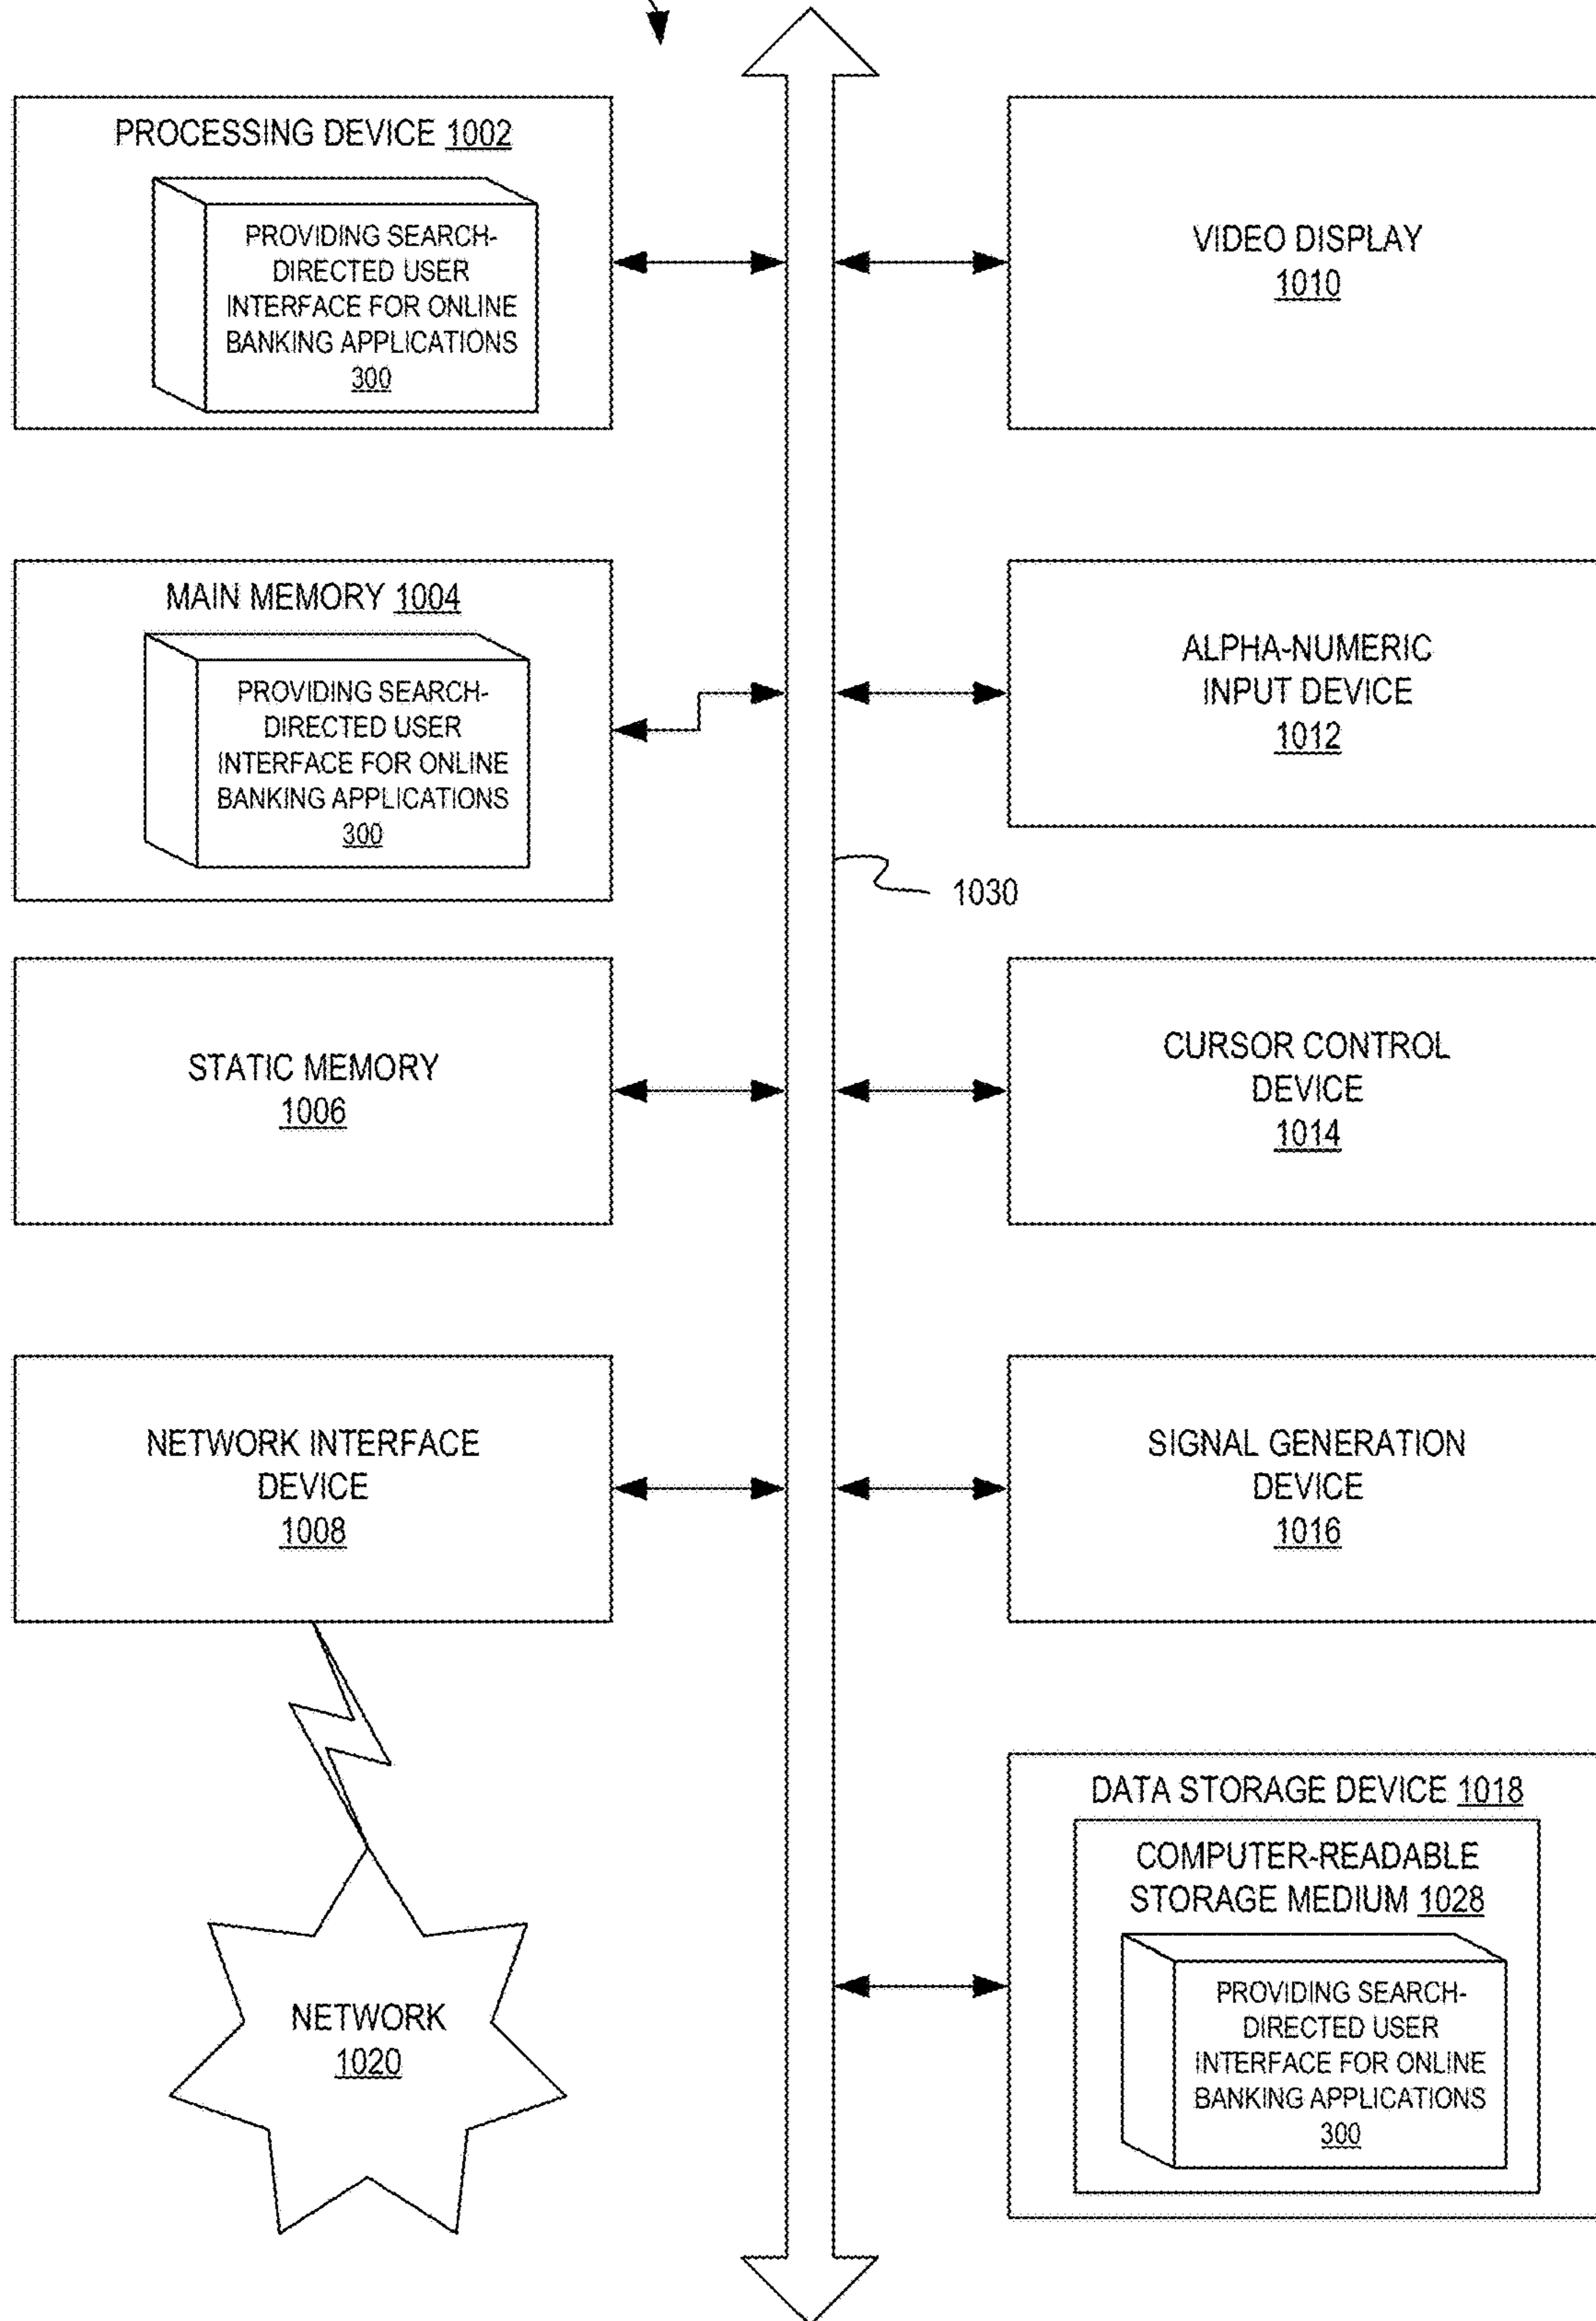 PROCESSING DEVICE 1002
PROVIDING SEARCH-
DIRECTED USER
INTERFACE FOR ONLINE
BANKING APPLICATIONS
300
VIDEO DISPLAY
1010
MAIN MEMORY 1004
PROVIDING SEARCH-
DIRECTED USER
INTERFACE FOR ONLINE
BANKING APPLICATIONS
300
ALPHA-NUMERIC
INPUT DEVICE
1012
1030
STATIC MEMORY
1006
CURSOR CONTROL
DEVICE
1014
NETWORK INTERFACE
DEVICE
1008
SIGNAL GENERATION
DEVICE
1016
DATA STORAGE DEVICE 1018
COMPUTER-READABLE
STORAGE MEDIUM 1028
PROVIDING SEARCH-
DIRECTED USER
INTERFACE FOR ONLINE
BANKING APPLICATIONS
300
NETWORK
1020